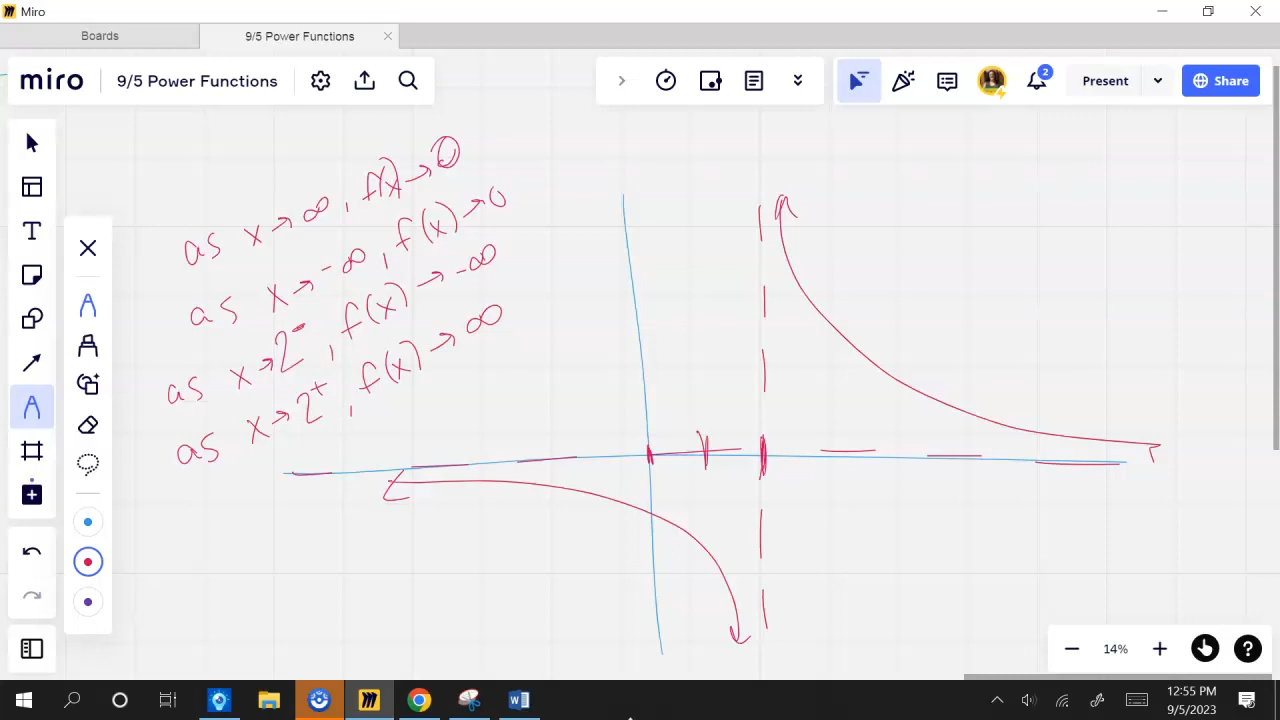 Miro
Boards
9/5 Power Functions
miro
9/5 Power Functions
2
Present
Share
as x→∞, f(x)→0
as x→-∞, f(x)→0
as x→2⁻, f(x)→-∞
as x→2⁺, f(x)→∞
14%
12:55 PM
9/5/2023